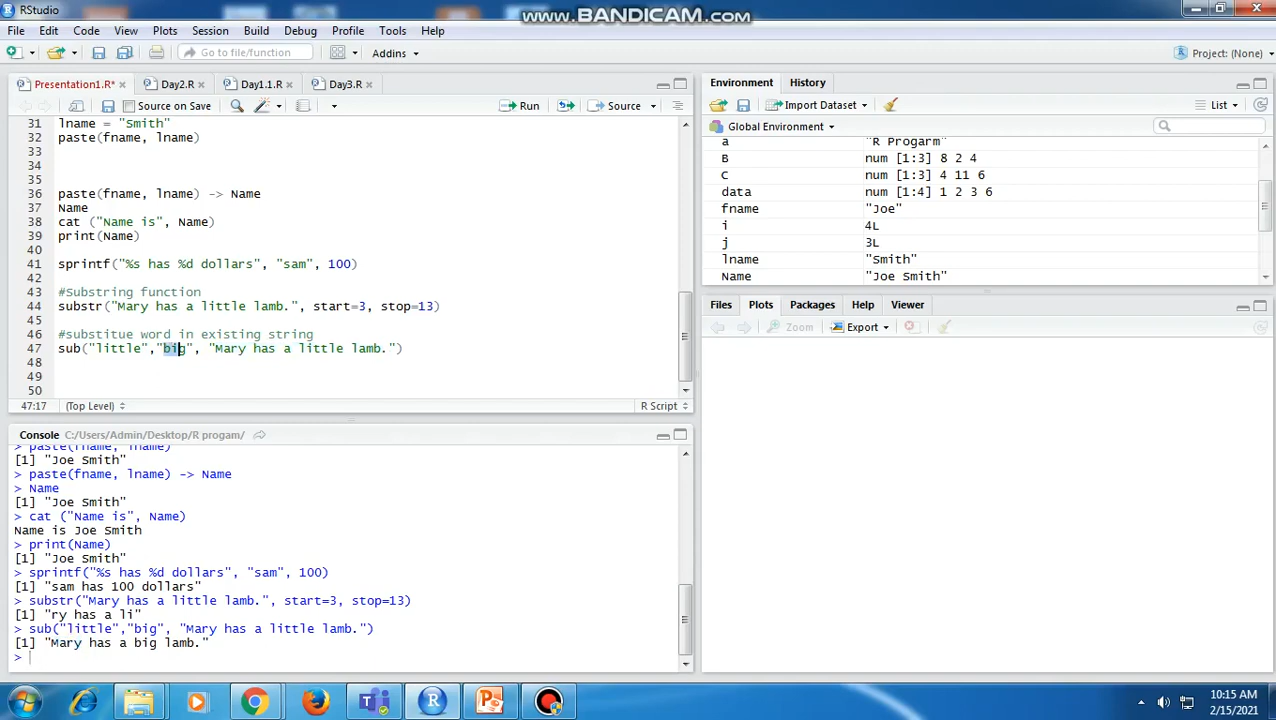 RStudio
www.BANDICAM.com
File Edit Code View Plots Session Build Debug Profile Tools Help
Go to file/function Addins Project: (None)
Presentation1.R* Day2.R Day1.1.R Day3.R
Source on Save Run Source
31 lname = "Smith"
32 paste(fname, lname)
33
34
35
36 paste(fname, lname) -> Name
37 Name
38 cat ("Name is", Name)
39 print(Name)
40
41 sprintf("%s has %d dollars", "sam", 100)
42
43 #Substring function
44 substr("Mary has a little lamb.", start=3, stop=13)
45
46 #substitue word in existing string
47 sub("little","big", "Mary has a little lamb.")
48
49
50
47:17 (Top Level) R Script
Console C:/Users/Admin/Desktop/R progam/
> paste(fname, lname)
[1] "Joe Smith"
> paste(fname, lname) -> Name
> Name
[1] "Joe Smith"
> cat ("Name is", Name)
Name is Joe Smith
> print(Name)
[1] "Joe Smith"
> sprintf("%s has %d dollars", "sam", 100)
[1] "sam has 100 dollars"
> substr("Mary has a little lamb.", start=3, stop=13)
[1] "ry has a li"
> sub("little","big", "Mary has a little lamb.")
[1] "Mary has a big lamb."
>
Environment History
Import Dataset List
Global Environment
a "R Progarm"
B num [1:3] 8 2 4
C num [1:3] 4 11 6
data num [1:4] 1 2 3 6
fname "Joe"
i 4L
j 3L
lname "Smith"
Name "Joe Smith"
Files Plots Packages Help Viewer
Zoom Export
10:15 AM
2/15/2021